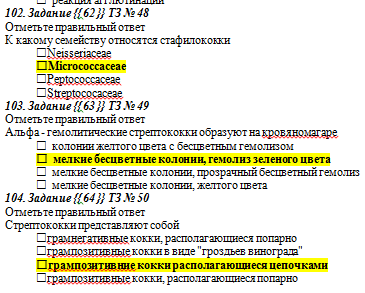 реакция агглютинации
102. Задание {{62}} ТЗ № 48
Отметьте правильный ответ
К какому семейству относятся стафилококки
☐ Neisseriaceae
☐ Micrococcaceae
☐ Peptococcaceae
☐ Streptococcaceae
103. Задание {{63}} ТЗ № 49
Отметьте правильный ответ
Альфа - гемолитические стрептококки образуют на кровяномагаре
☐ колонии желтого цвета с бесцветным гемолизом
☐ мелкие бесцветные колонии, гемолиз зеленого цвета
☐ мелкие бесцветные колонии, прозрачный бесцветный гемолиз
☐ мелкие бесцветные колонии, желтого цвета
104. Задание {{64}} ТЗ № 50
Отметьте правильный ответ
Стрептококки представляют собой
☐ грамнегативные кокки, располагающиеся попарно
☐ грампозитивные кокки в виде "гроздьев винограда"
☐ грампозитивние кокки располагающиеся цепочками
☐ грампозитивные кокки, располагающиеся попарно